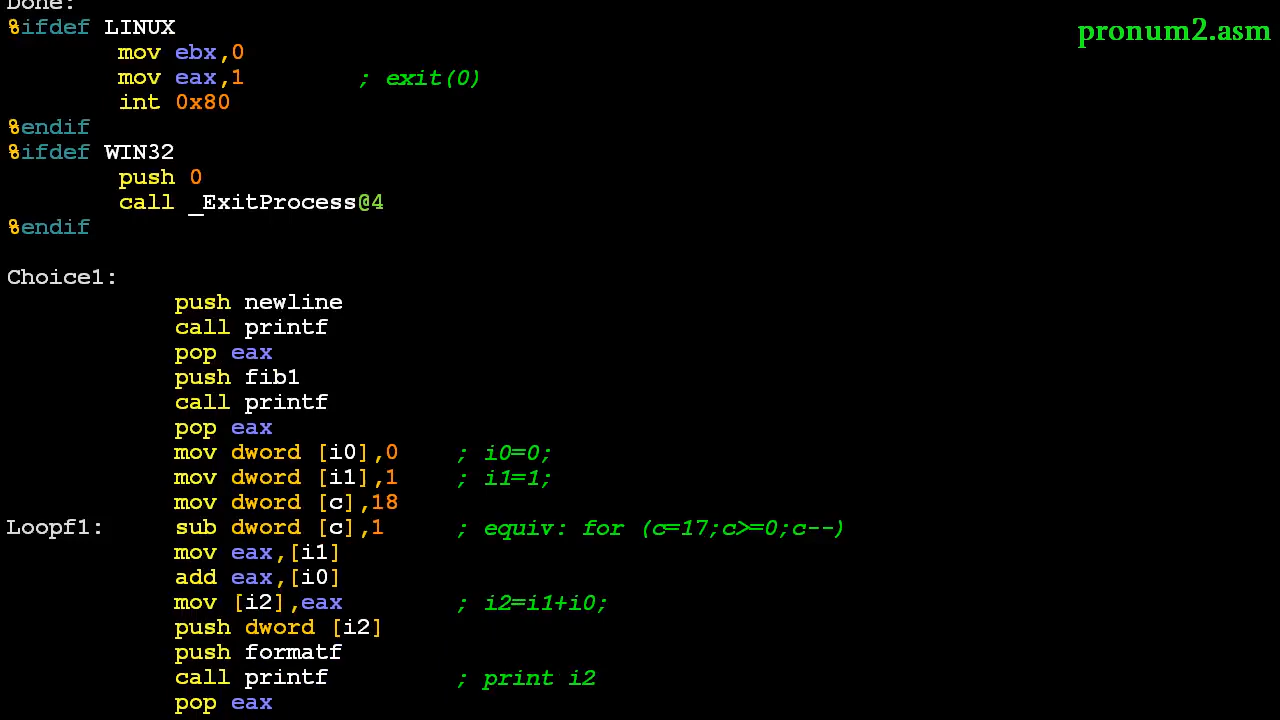 Done:
%ifdef LINUX
        mov ebx,0
        mov eax,1        ; exit(0)
        int 0x80
%endif
%ifdef WIN32
        push 0
        call _ExitProcess@4
%endif
Choice1:
            push newline
            call printf
            pop eax
            push fib1
            call printf
            pop eax
            mov dword [i0],0    ; i0=0;
            mov dword [i1],1    ; i1=1;
            mov dword [c],18
Loopf1:     sub dword [c],1     ; equiv: for (c=17;c>=0;c--)
            mov eax,[i1]
            add eax,[i0]
            mov [i2],eax        ; i2=i1+i0;
            push dword [i2]
            push formatf
            call printf         ; print i2
            pop eax
pronum2.asm